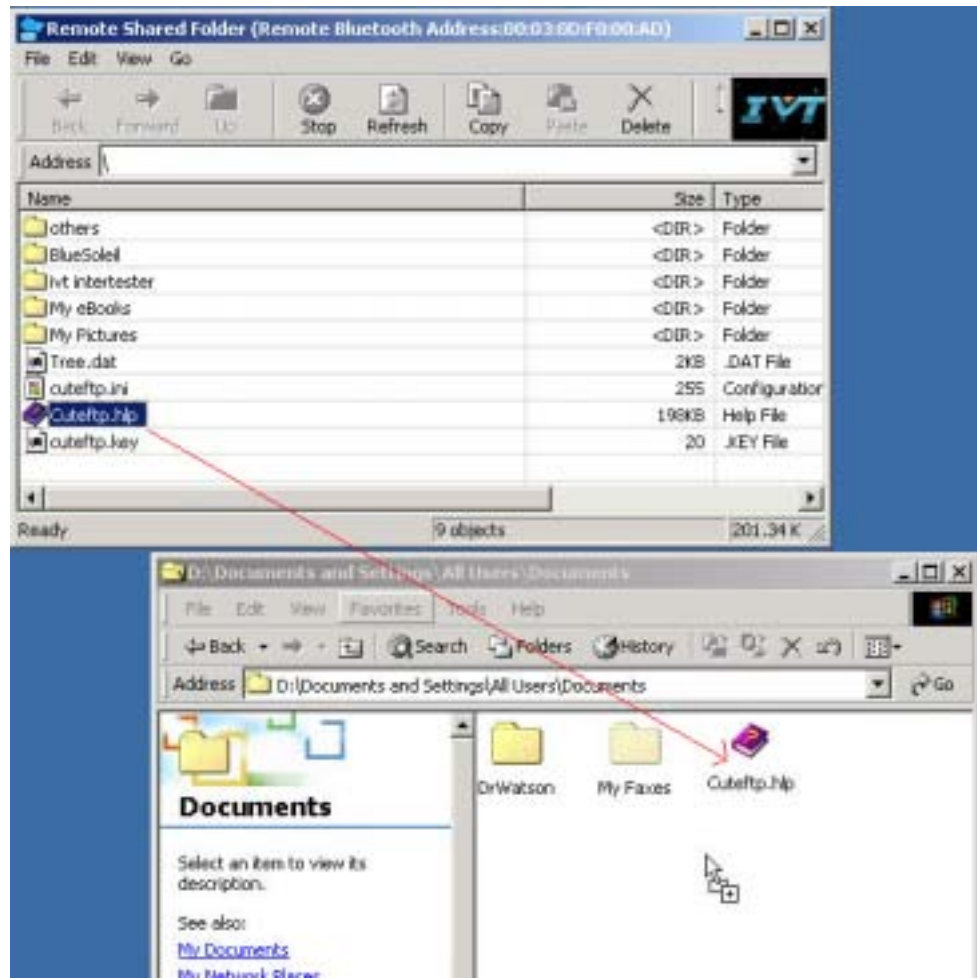 Remote Shared Folder (Remote Bluetooth Address:00:03:0D:F0:00:AD)
File Edit View Go
Back Forward Up Stop Refresh Copy Paste Delete IVT
Address \
Name Size Type
others <DIR> Folder
BlueSoleil <DIR> Folder
ivt intertester <DIR> Folder
My eBooks <DIR> Folder
My Pictures <DIR> Folder
Tree.dat 2KB .DAT File
cuteftp.ini 255 Configuration
Cuteftp.hlp 198KB Help File
cuteftp.key 20 .KEY File
Ready 9 objects 201.34 K
D:\Documents and Settings\All Users\Documents
File Edit View Favorites Tools Help
Back Search Folders History
Address D:\Documents and Settings\All Users\Documents Go
DrWatson My Faxes Cuteftp.hlp
Documents
Select an item to view its
description.
See also:
My Documents
My Network Places